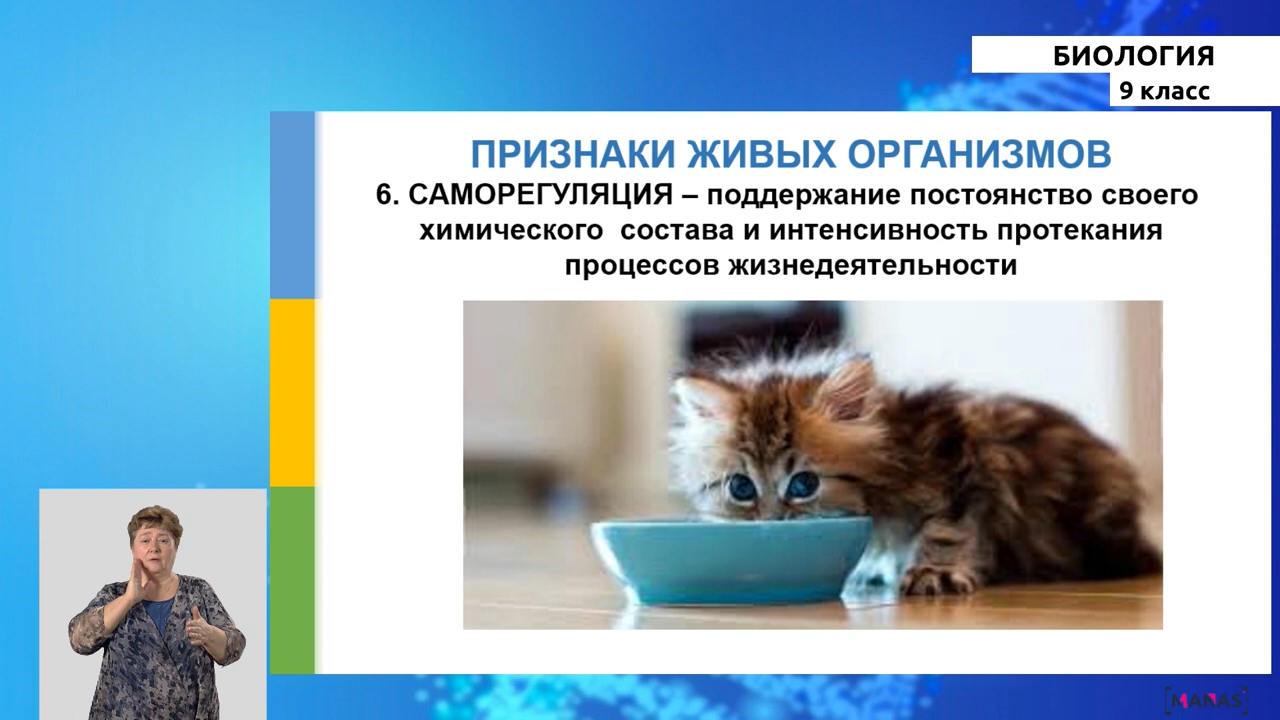 БИОЛОГИЯ
9 класс
ПРИЗНАКИ ЖИВЫХ ОРГАНИЗМОВ
6. САМОРЕГУЛЯЦИЯ – поддержание постоянство своего
химического состава и интенсивность протекания
процессов жизнедеятельности
MANAS